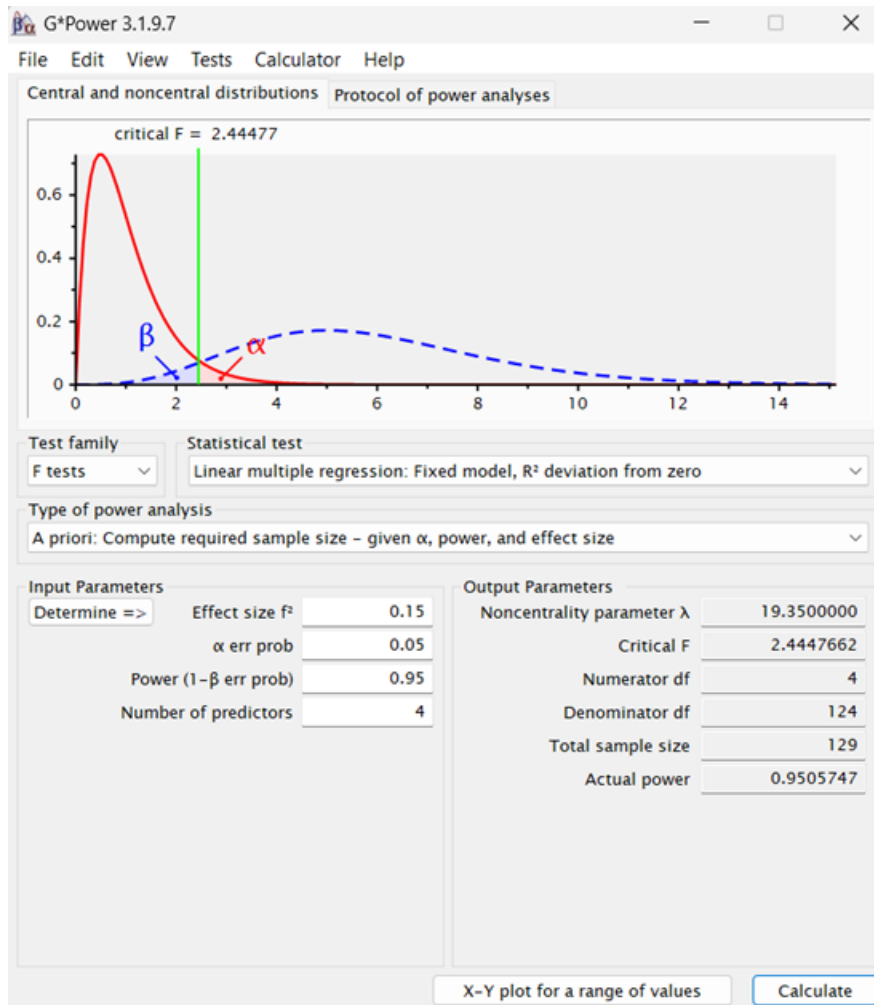 βα G*Power 3.1.9.7
File Edit View Tests Calculator Help
Central and noncentral distributions Protocol of power analyses
critical F = 2.44477
0.6
0.4
0.2
0
β
α
0 2 4 6 8 10 12 14
Test family
F tests
Statistical test
Linear multiple regression: Fixed model, R² deviation from zero
Type of power analysis
A priori: Compute required sample size – given α, power, and effect size
Input Parameters
Determine => Effect size f² 0.15
α err prob 0.05
Power (1-β err prob) 0.95
Number of predictors 4
Output Parameters
Noncentrality parameter λ 19.3500000
Critical F 2.4447662
Numerator df 4
Denominator df 124
Total sample size 129
Actual power 0.9505747
X-Y plot for a range of values Calculate